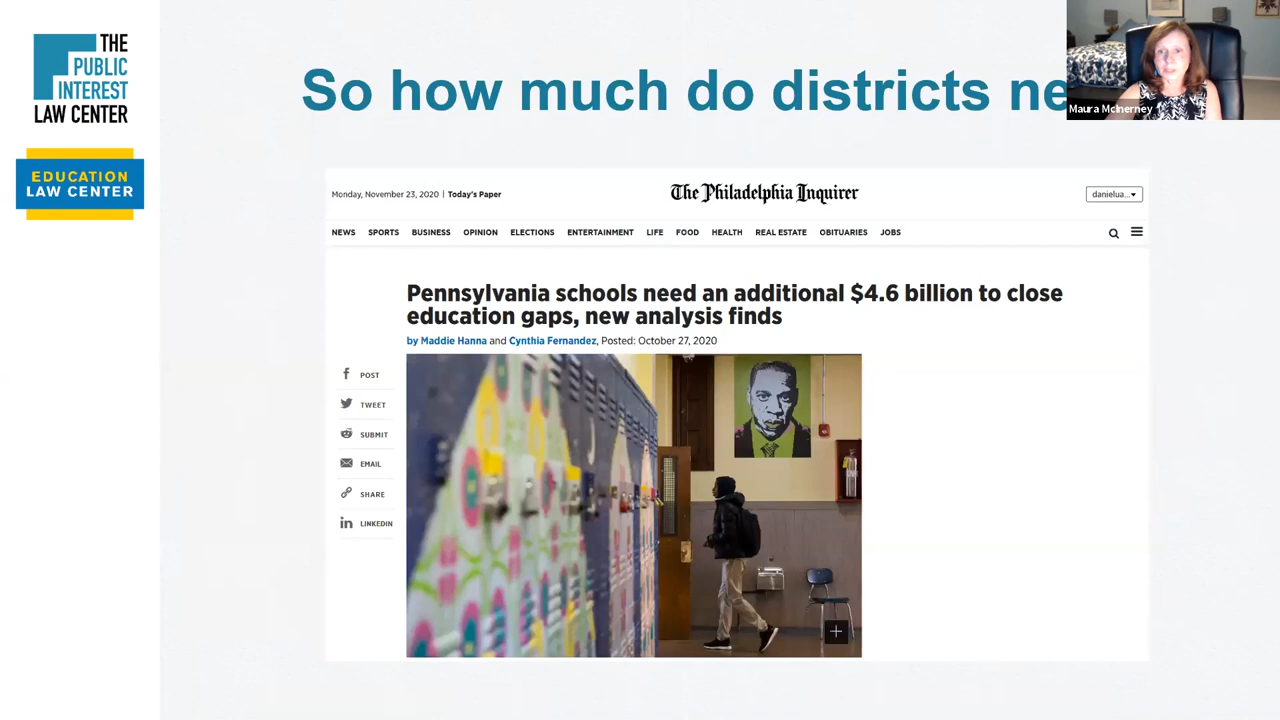 THE
PUBLIC
INTEREST
LAW CENTER
EDUCATION
LAW CENTER
So how much do districts ne
Maura McInerney
Monday, November 23, 2020 | Today's Paper
The Philadelphia Inquirer
danielua...
NEWS SPORTS BUSINESS OPINION ELECTIONS ENTERTAINMENT LIFE FOOD HEALTH REAL ESTATE OBITUARIES JOBS
Pennsylvania schools need an additional $4.6 billion to close
education gaps, new analysis finds
by Maddie Hanna and Cynthia Fernandez, Posted: October 27, 2020
POST
TWEET
SUBMIT
EMAIL
SHARE
LINKEDIN